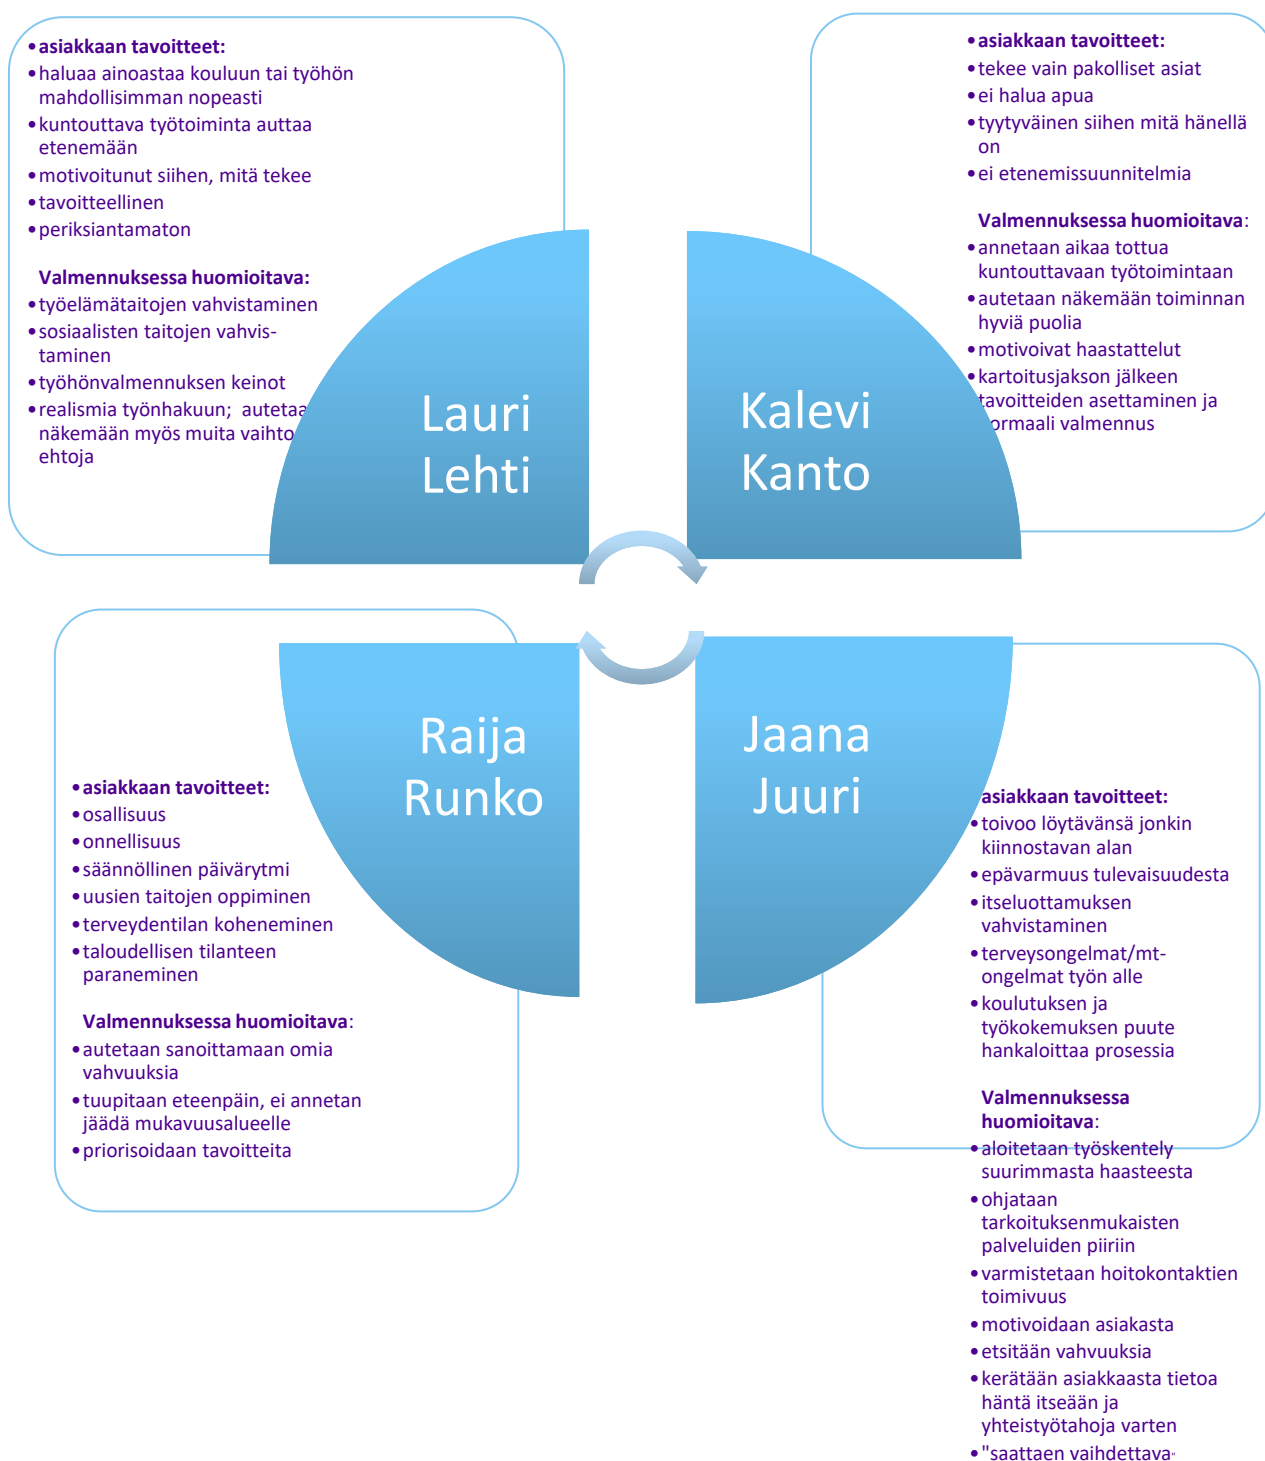 •asiakkaan tavoitteet:
•haluaa ainoastaa kouluun tai työhön
mahdollisimman nopeasti
•kuntouttava työtoiminta auttaa
etenemään
•motivoitunut siihen, mitä tekee
•tavoitteellinen
•periksiantamaton
Valmennuksessa huomioitava:
•työelämätaitojen vahvistaminen
•sosiaalisten taitojen vahvis-
taminen
•työhönvalmennuksen keinot
•realismia työnhakuun; autetaa
näkemään myös muita vaihto
ehtoja
Lauri
Lehti
•asiakkaan tavoitteet:
•tekee vain pakolliset asiat
•ei halua apua
•tyytyväinen siihen mitä hänellä
on
•ei etenemissuunnitelmia
Valmennuksessa huomioitava:
•annetaan aikaa tottua
kuntouttavaan työtoimintaan
•autetaan näkemään toiminnan
hyviä puolia
•motivoivat haastattelut
•kartoitusjakson jälkeen
tavoitteiden asettaminen ja
ormaali valmennus
Kalevi
Kanto
Raija
Runko
•asiakkaan tavoitteet:
•osallisuus
•onnellisuus
•säännöllinen päivärytmi
•uusien taitojen oppiminen
•terveydentilan koheneminen
•taloudellisen tilanteen
paraneminen
Valmennuksessa huomioitava:
•autetaan sanoittamaan omia
vahvuuksia
•tuupitaan eteenpäin, ei annetan
jäädä mukavuusalueelle
•priorisoidaan tavoitteita
Jaana
Juuri
asiakkaan tavoitteet:
•toivoo löytävänsä jonkin
kiinnostavan alan
•epävarmuus tulevaisuudesta
•itseluottamuksen
vahvistaminen
•terveysongelmat/mt-
ongelmat työn alle
•koulutuksen ja
työkokemuksen puute
hankaloittaa prosessia
Valmennuksessa
huomioitava:
•aloitetaan työskentely
suurimmasta haasteesta
•ohjataan
tarkoituksenmukaisten
palveluiden piiriin
•varmistetaan hoitokontaktien
toimivuus
•motivoidaan asiakasta
•etsitään vahvuuksia
•kerätään asiakkaasta tietoa
häntä itseään ja
yhteistyötahoja varten
•"saattaen vaihdettava"